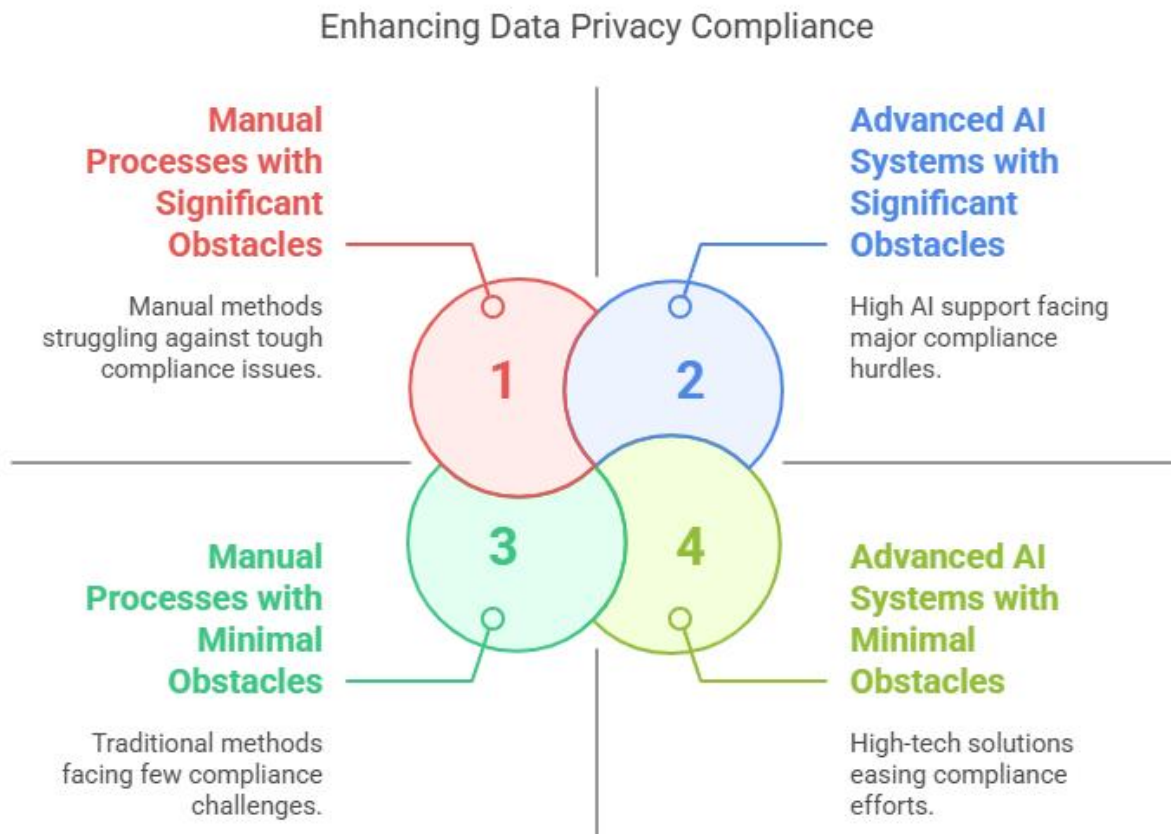 Enhancing Data Privacy Compliance
Manual
Processes with
Significant
Obstacles
Manual methods
struggling against tough
compliance issues.
Advanced AI
Systems with
Significant
Obstacles
High AI support facing
major compliance
hurdles.
1
2
3
4
Manual
Processes with
Minimal
Obstacles
Traditional methods
facing few compliance
challenges.
Advanced AI
Systems with
Minimal
Obstacles
High-tech solutions
easing compliance
efforts.